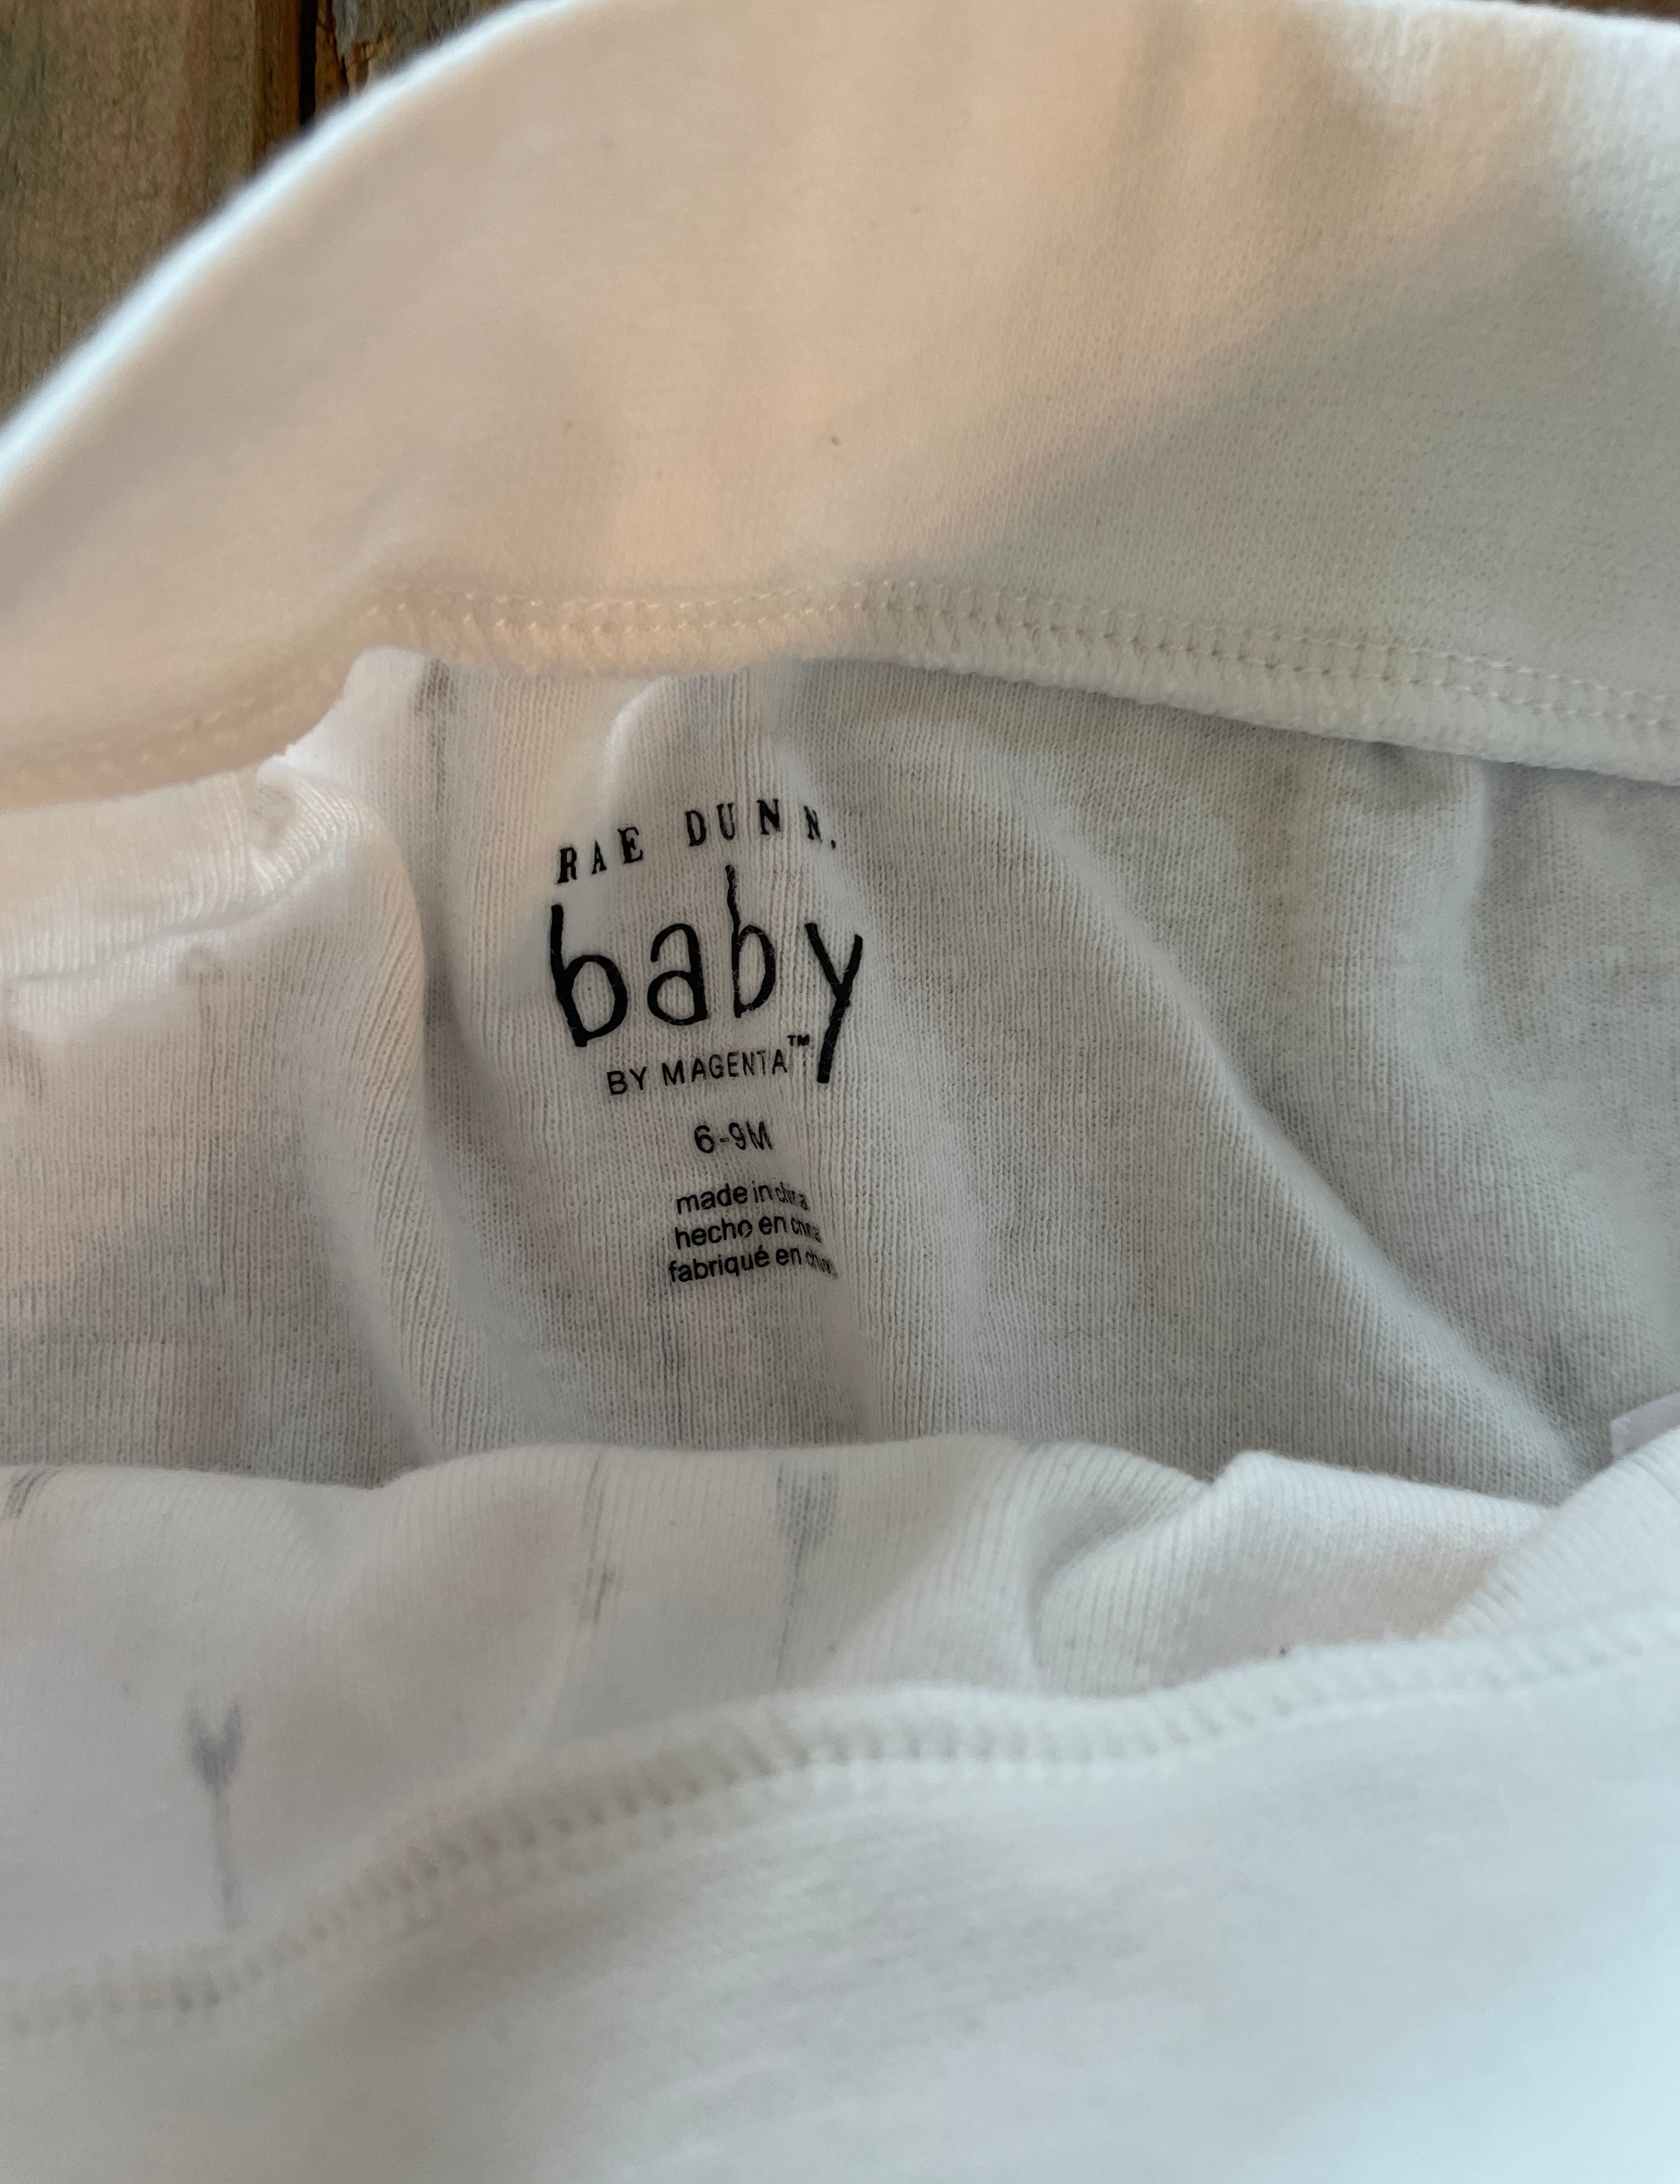 RAE DUNN.
baby
BY MAGENTA™
6-9M
made in china
hecho en china
fabriqué en chine